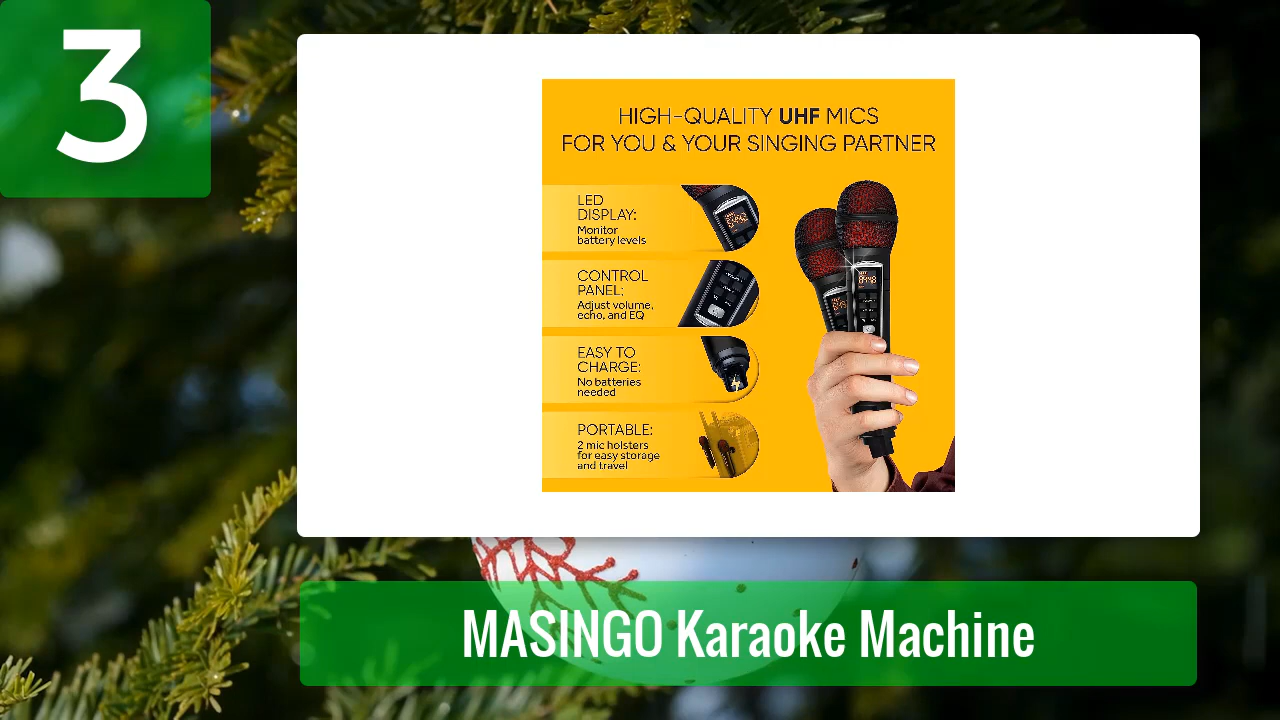 3
HIGH-QUALITY UHF MICS
FOR YOU & YOUR SINGING PARTNER
LED
DISPLAY:
Monitor
battery levels
CONTROL
PANEL:
Adjust volume,
echo, and EQ
EASY TO
CHARGE:
No batteries
needed
PORTABLE:
2 mic holsters
for easy storage
and travel
MASINGO Karaoke Machine